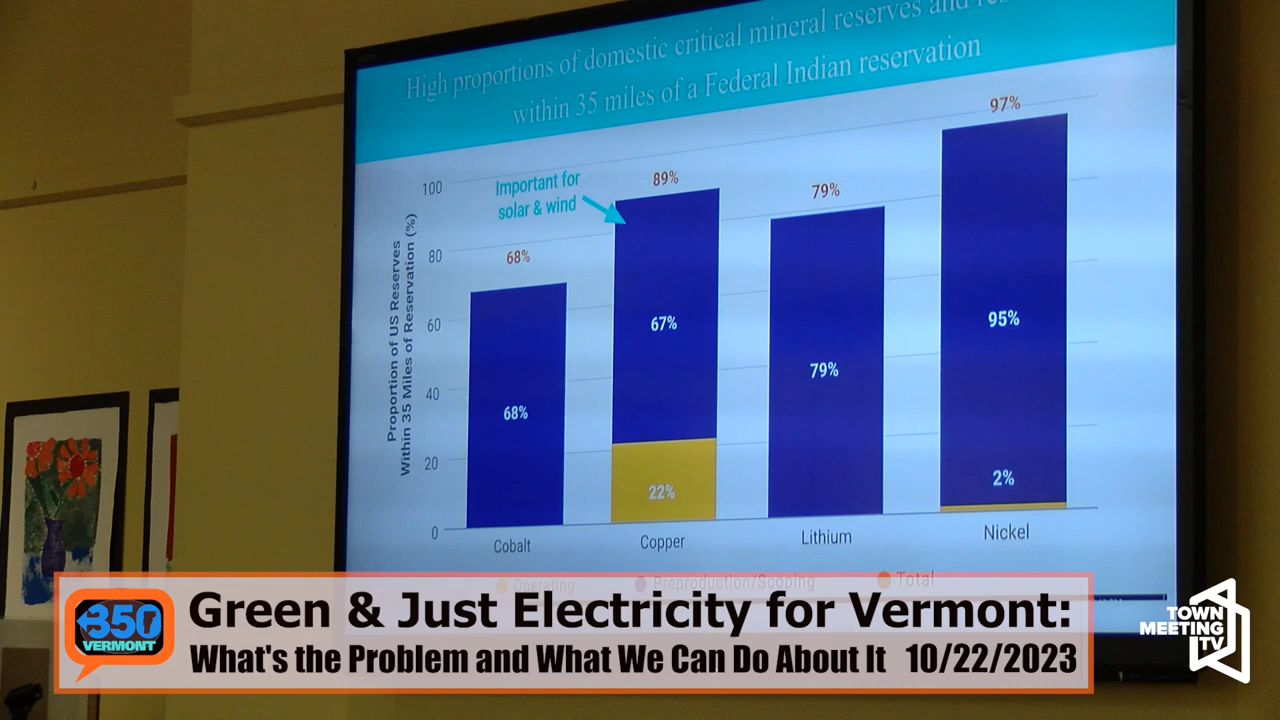 High proportions of domestic critical mineral reserves and
within 35 miles of a Federal Indian reservation
Proportion of US Reserves
Within 35 Miles of Reservation (%)
100
80
60
40
20
0
Important for
solar & wind
68%
89%
79%
97%
68%
67%
22%
79%
95%
2%
Cobalt
Copper
Lithium
Nickel
Operating
Preproduction/Scoping
Total
350
VERMONT
Green & Just Electricity for Vermont:
What's the Problem and What We Can Do About It 10/22/2023
TOWN
MEETING
TV